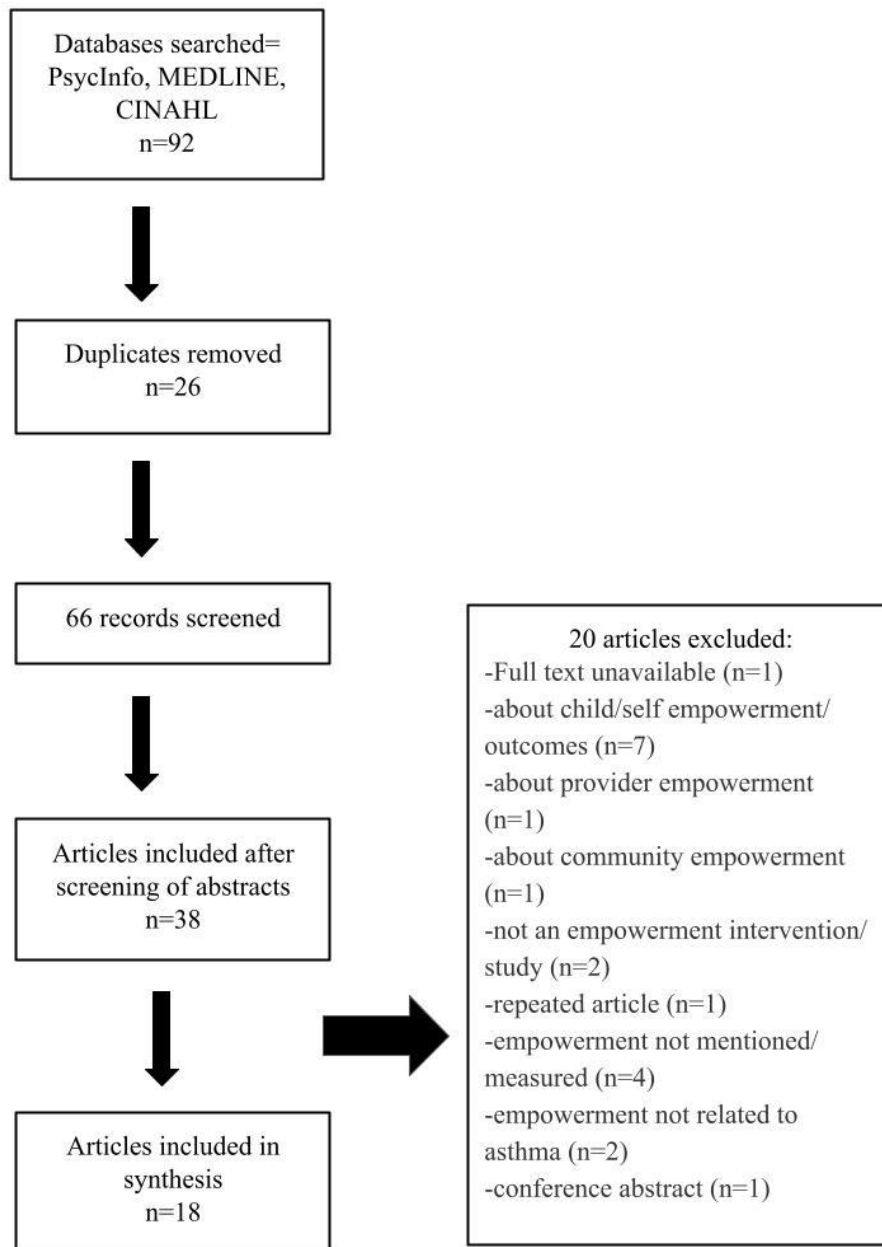 Databases searched=
PsycInfo, MEDLINE,
CINAHL
n=92
Duplicates removed
n=26
66 records screened
Articles included after
screening of abstracts
n=38
20 articles excluded:
-Full text unavailable (n=1)
-about child/self empowerment/
outcomes (n=7)
-about provider empowerment
(n=1)
-about community empowerment
(n=1)
-not an empowerment intervention/
study (n=2)
-repeated article (n=1)
-empowerment not mentioned/
measured (n=4)
-empowerment not related to
asthma (n=2)
-conference abstract (n=1)
Articles included in
synthesis
n=18